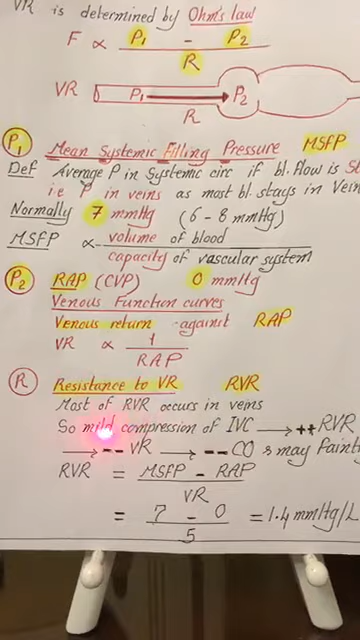 VR is determined by Ohm's law
F ∝ P1 - P2
R
VR P1 → P2
R
P1 Mean Systemic Filling Pressure MSFP
Def Average P in Systemic circ if bl. flow is
i.e P in veins as most bl. stays in
Normally 7 mmHg (6-8 mmHg)
MSFP ∝ volume of blood
capacity of vascular system
P2 RAP (CVP) 0 mmHg
Venous Function curves
Venous return against RAP
VR ∝ 1
RAP
R Resistance to VR RVR
Most of RVR occurs in veins
So mild compression of IVC → ++ RVR
→ -- VR → -- CO & may
RVR = MSFP - RAP
VR
= 7 - 0 = 1.4 mmHg/L
5